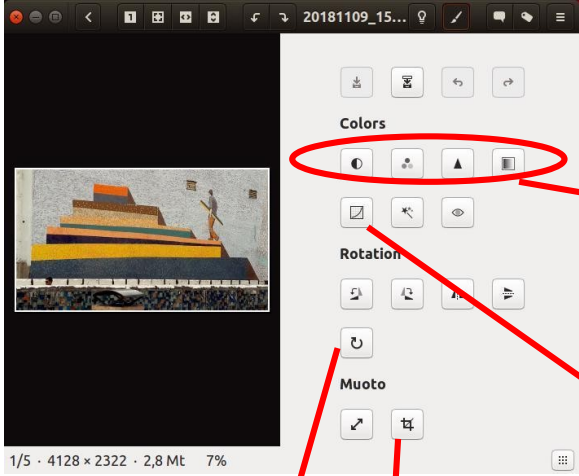 20181109_15...
Colors
Rotation
Muoto
1/5 · 4128 × 2322 · 2,8 Mt 7%